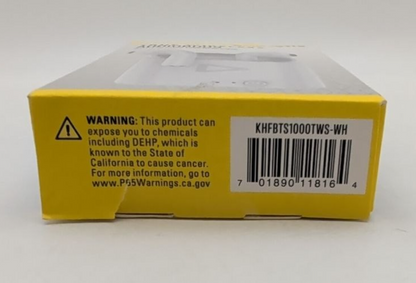 WARNING: This product can
expose you to chemicals
including DEHP, which is
known to the State of
California to cause cancer.
For more information, go to
www.P65Warnings.ca.gov
KHFBTS1000TWS-WH
7 01890 11816 4